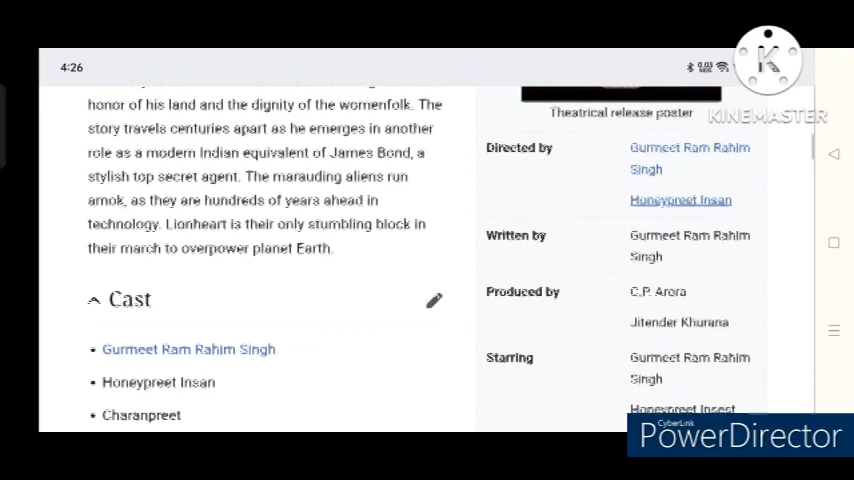 4:26
KINEMASTER
honor of his land and the dignity of the womenfolk. The
story travels centuries apart as he emerges in another
role as a modern Indian equivalent of James Bond, a
stylish top secret agent. The marauding aliens run
amok, as they are hundreds of years ahead in
technology. Lionheart is their only stumbling block in
their march to overpower planet Earth.
Cast
• Gurmeet Ram Rahim Singh
• Honeypreet Insan
• Charanpreet
Theatrical release poster
Directed by
Gurmeet Ram Rahim
Singh
Honeypreet Insan
Written by
Gurmeet Ram Rahim
Singh
Produced by
C.P. Arora
Jitender Khurana
Starring
Gurmeet Ram Rahim
Singh
Honeypreet Insest
CyberLink
PowerDirector